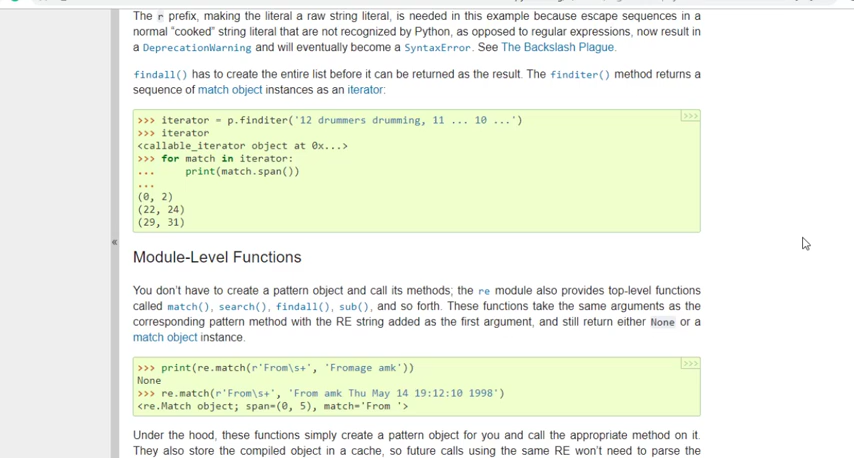 The r prefix, making the literal a raw string literal, is needed in this example because escape sequences in a
normal “cooked” string literal that are not recognized by Python, as opposed to regular expressions, now result in
a DeprecationWarning and will eventually become a SyntaxError. See The Backslash Plague.
findall() has to create the entire list before it can be returned as the result. The finditer() method returns a
sequence of match object instances as an iterator:
>>>
>>> iterator = p.finditer('12 drummers drumming, 11 ... 10 ...')
>>> iterator
<callable_iterator object at 0x...>
>>> for match in iterator:
...     print(match.span())
...
(0, 2)
(22, 24)
(29, 31)
«
Module-Level Functions
You don’t have to create a pattern object and call its methods; the re module also provides top-level functions
called match(), search(), findall(), sub(), and so forth. These functions take the same arguments as the
corresponding pattern method with the RE string added as the first argument, and still return either None or a
match object instance.
>>>
>>> print(re.match(r'From\s+', 'Fromage amk'))
None
>>> re.match(r'From\s+', 'From amk Thu May 14 19:12:10 1998')
<re.Match object; span=(0, 5), match='From '>
Under the hood, these functions simply create a pattern object for you and call the appropriate method on it.
They also store the compiled object in a cache, so future calls using the same RE won’t need to parse the